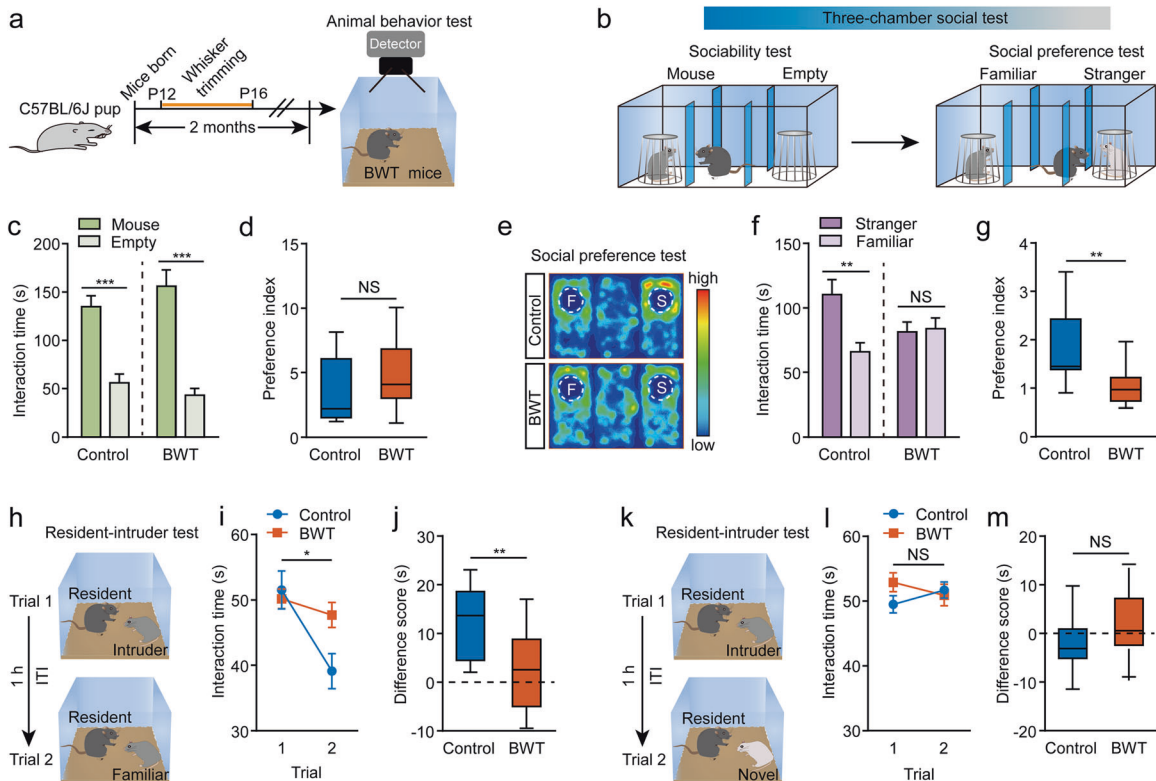 a
Animal behavior test
Detector
Mice born
Whisker
trimming
P12
P16
C57BL/6J pup
2 months
BWT mice
b
Three-chamber social test
Sociability test
Mouse
Empty
Social preference test
Familiar
Stranger
c
Mouse
Empty
Interaction time (s)
200
150
100
50
0
***
***
Control
BWT
d
Preference index
15
10
5
0
NS
Control
BWT
e
Social preference test
Control
F
S
BWT
F
S
high
low
f
Stranger
Familiar
Interaction time (s)
150
100
50
0
**
NS
Control
BWT
g
Preference index
4
3
2
1
0
**
Control
BWT
h
Resident-intruder test
Trial 1
Resident
Intruder
1 h
ITI
Trial 2
Resident
Familiar
i
Control
BWT
Interaction time (s)
60
50
40
30
*
1
2
Trial
j
Difference score (s)
30
20
10
0
-10
**
Control
BWT
k
Resident-intruder test
Trial 1
Resident
Intruder
1 h
ITI
Trial 2
Resident
Novel
l
Control
BWT
Interaction time (s)
60
50
40
30
NS
1
2
Trial
m
Difference score (s)
20
10
0
-10
-20
NS
Control
BWT